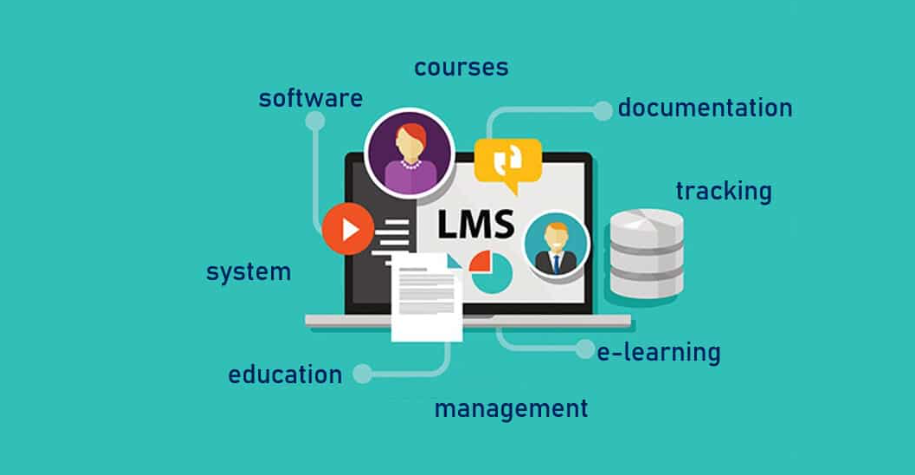 courses
software
documentation
tracking
LMS
system
e-learning
education
management